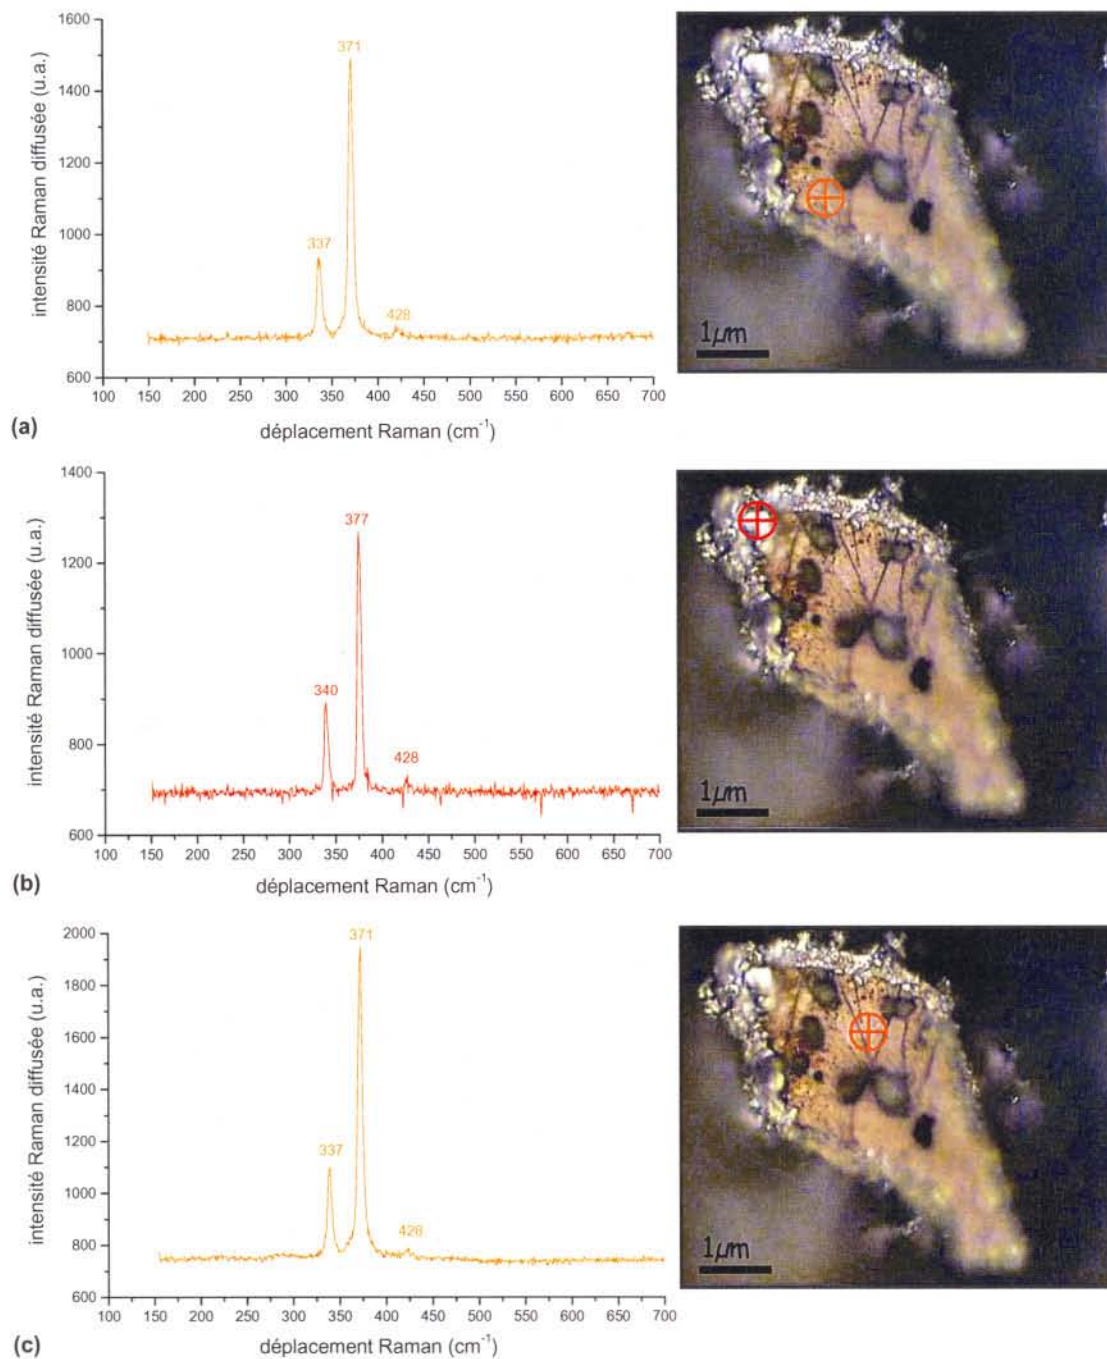 1600
1400
1200
1000
800
600
intensité Raman diffusée (u.a.)
371
337
428
100 150 200 250 300 350 400 450 500 550 600 650 700
déplacement Raman (cm⁻¹)
(a)
1µm
1400
1200
1000
800
600
intensité Raman diffusée (u.a.)
377
340
428
100 150 200 250 300 350 400 450 500 550 600 650 700
déplacement Raman (cm⁻¹)
(b)
1µm
2000
1800
1600
1400
1200
1000
800
600
intensité Raman diffusée (u.a.)
371
337
428
100 150 200 250 300 350 400 450 500 550 600 650 700
déplacement Raman (cm⁻¹)
(c)
1µm